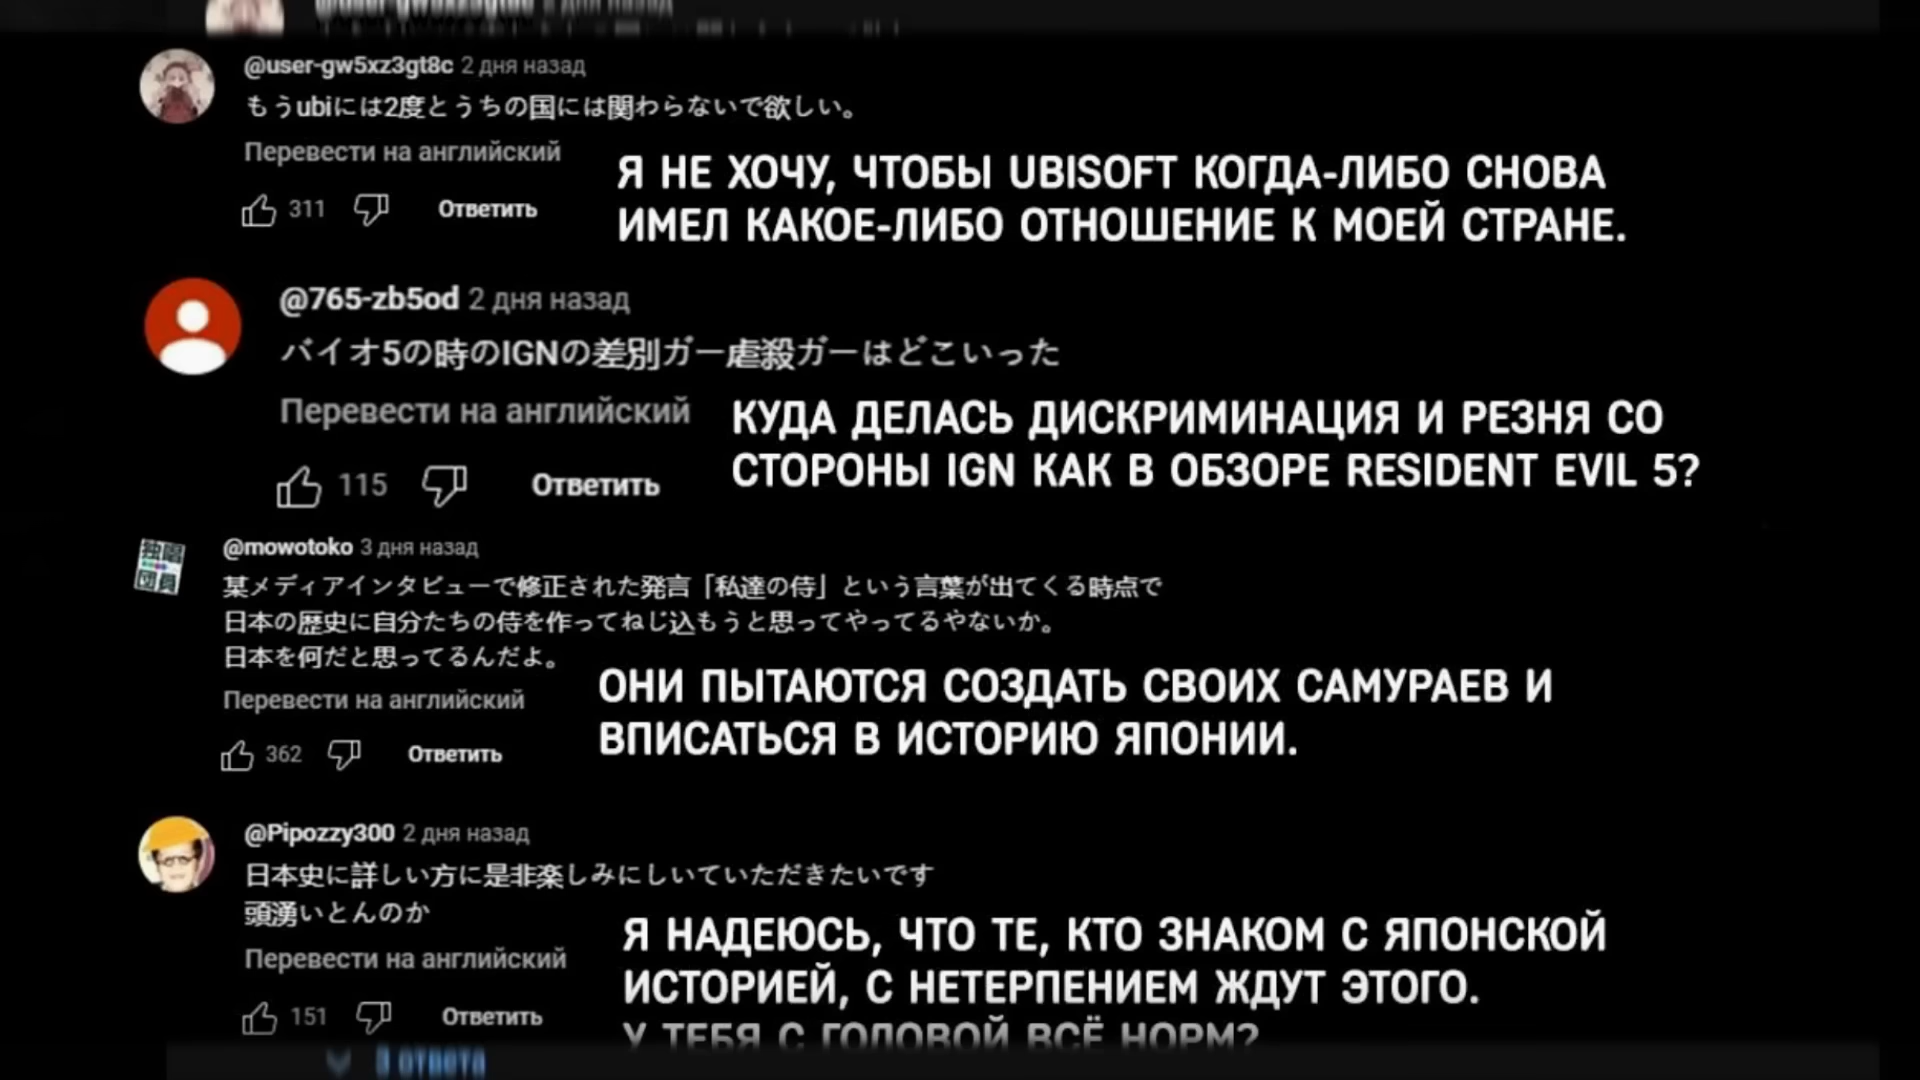 @user-gw5xz3gt8c 2 дня назад
もうubiには2度とうちの国には関わらないで欲しい。
Перевести на английский
Я НЕ ХОЧУ, ЧТОБЫ UBISOFT КОГДА-ЛИБО СНОВА
ИМЕЛ КАКОЕ-ЛИБО ОТНОШЕНИЕ К МОЕЙ СТРАНЕ.
311 Ответить
@765-zb5od 2 дня назад
バイオ5の時のIGNの差別ガー虐殺ガーはどこいった
Перевести на английский
КУДА ДЕЛАСЬ ДИСКРИМИНАЦИЯ И РЕЗНЯ СО
СТОРОНЫ IGN КАК В ОБЗОРЕ RESIDENT EVIL 5?
115 Ответить
@mowotoko 3 дня назад
某メディアインタビューで修正された発言「私達の侍」という言葉が出てくる時点で
日本の歴史に自分たちの侍を作ってねじ込もうと思ってやってるやないか。
日本を何だと思ってるんだよ。
Перевести на английский
ОНИ ПЫТАЮТСЯ СОЗДАТЬ СВОИХ САМУРАЕВ И
ВПИСАТЬСЯ В ИСТОРИЮ ЯПОНИИ.
362 Ответить
@Pipozzy300 2 дня назад
日本史に詳しい方に是非楽しみにしいていただきたいです
頭湧いとんのか
Перевести на английский
Я НАДЕЮСЬ, ЧТО ТЕ, КТО ЗНАКОМ С ЯПОНСКОЙ
ИСТОРИЕЙ, С НЕТЕРПЕНИЕМ ЖДУТ ЭТОГО.
У ТЕБЯ С ГОЛОВОЙ ВСЁ НОРМ?
151 Ответить
3 ответа